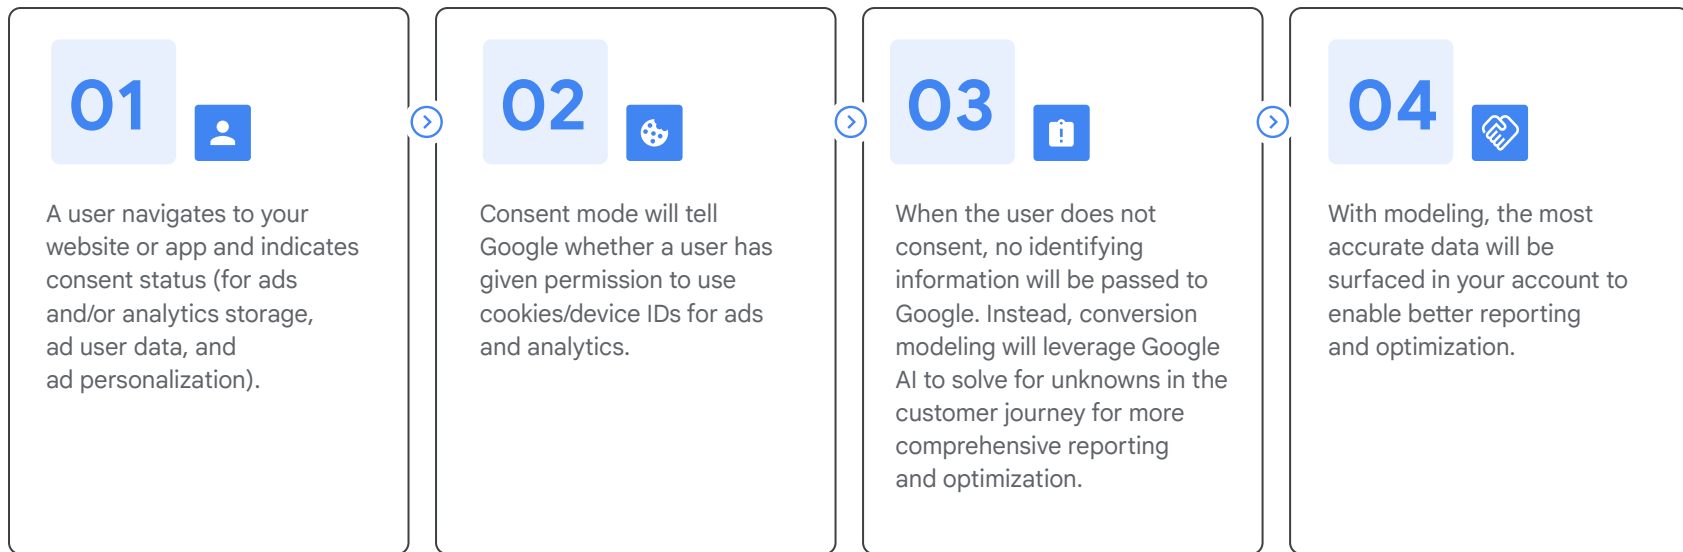 01
A user navigates to your
website or app and indicates
consent status (for ads
and/or analytics storage,
ad user data, and
ad personalization).
02
Consent mode will tell
Google whether a user has
given permission to use
cookies/device IDs for ads
and analytics.
03
When the user does not
consent, no identifying
information will be passed to
Google. Instead, conversion
modeling will leverage Google
AI to solve for unknowns in the
customer journey for more
comprehensive reporting
and optimization.
04
With modeling, the most
accurate data will be
surfaced in your account to
enable better reporting
and optimization.